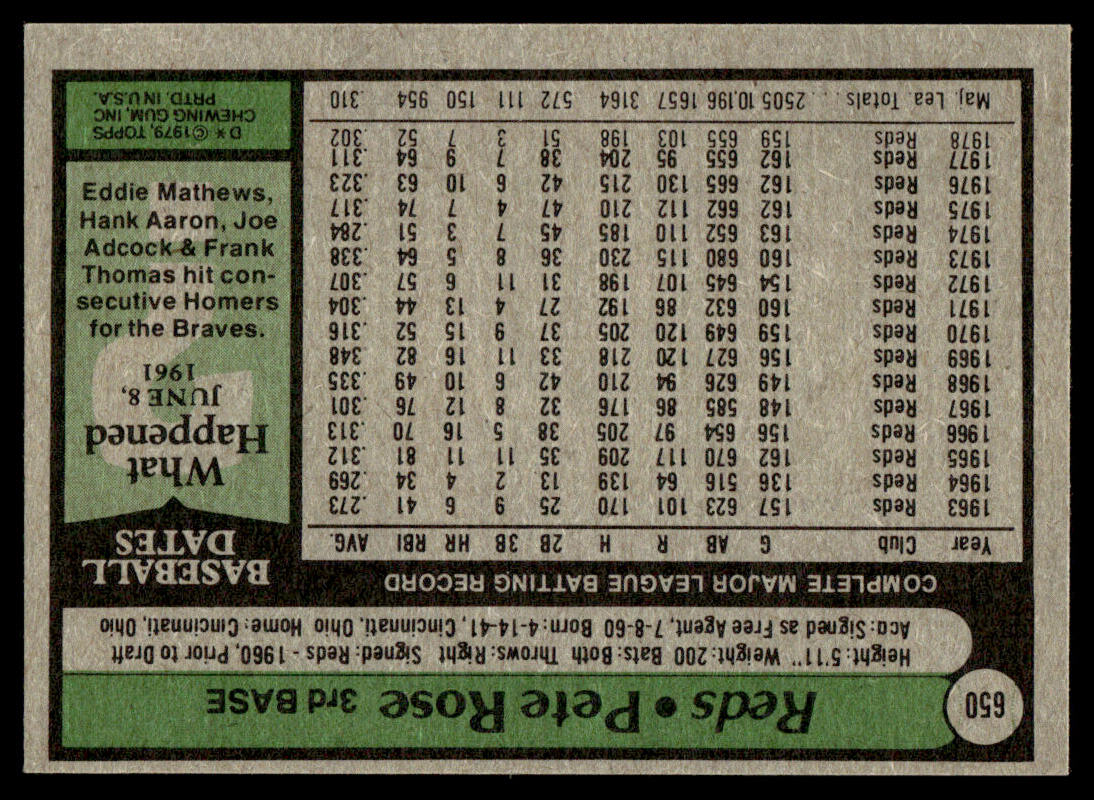 650
Reds • Pete Rose 3rd BASE
Height: 5'11" Weight: 200 Bats: Both Throws: Right Signed: Reds - 1960, Prior to Draft
Acq: Signed as Free Agent, 7-8-60 Born: 4-14-41, Cincinnati, Ohio Home: Cincinnati, Ohio
COMPLETE MAJOR LEAGUE BATTING RECORD
Year Club G AB R H 2B 3B HR RBI AVG.
1963 Reds 157 623 101 170 25 9 6 41 .273
1964 Reds 136 516 64 139 13 2 4 34 .269
1965 Reds 162 670 117 209 35 11 11 81 .312
1966 Reds 156 654 97 205 38 5 16 70 .313
1967 Reds 148 585 86 176 32 8 12 76 .301
1968 Reds 149 626 94 210 42 6 10 49 .335
1969 Reds 156 627 120 218 33 11 16 82 .348
1970 Reds 159 649 120 205 37 9 15 52 .316
1971 Reds 160 632 86 192 27 4 13 44 .304
1972 Reds 154 645 107 198 31 11 6 57 .307
1973 Reds 160 680 115 230 36 8 5 64 .338
1974 Reds 163 652 110 185 45 7 3 51 .284
1975 Reds 162 662 112 210 47 4 7 74 .317
1976 Reds 162 665 130 215 42 6 10 63 .323
1977 Reds 162 655 95 204 38 7 9 64 .311
1978 Reds 159 655 103 198 51 3 7 52 .302
Maj. Lea. Totals . . . . 2505 10,196 1657 3164 572 111 150 954 .310
BASEBALL
DATES
What
Happened
JUNE 8,
1961
Eddie Mathews,
Hank Aaron, Joe
Adcock & Frank
Thomas hit con-
secutive Homers
for the Braves.
D * © 1979, TOPPS
CHEWING GUM, INC
PRTD. IN U.S.A.